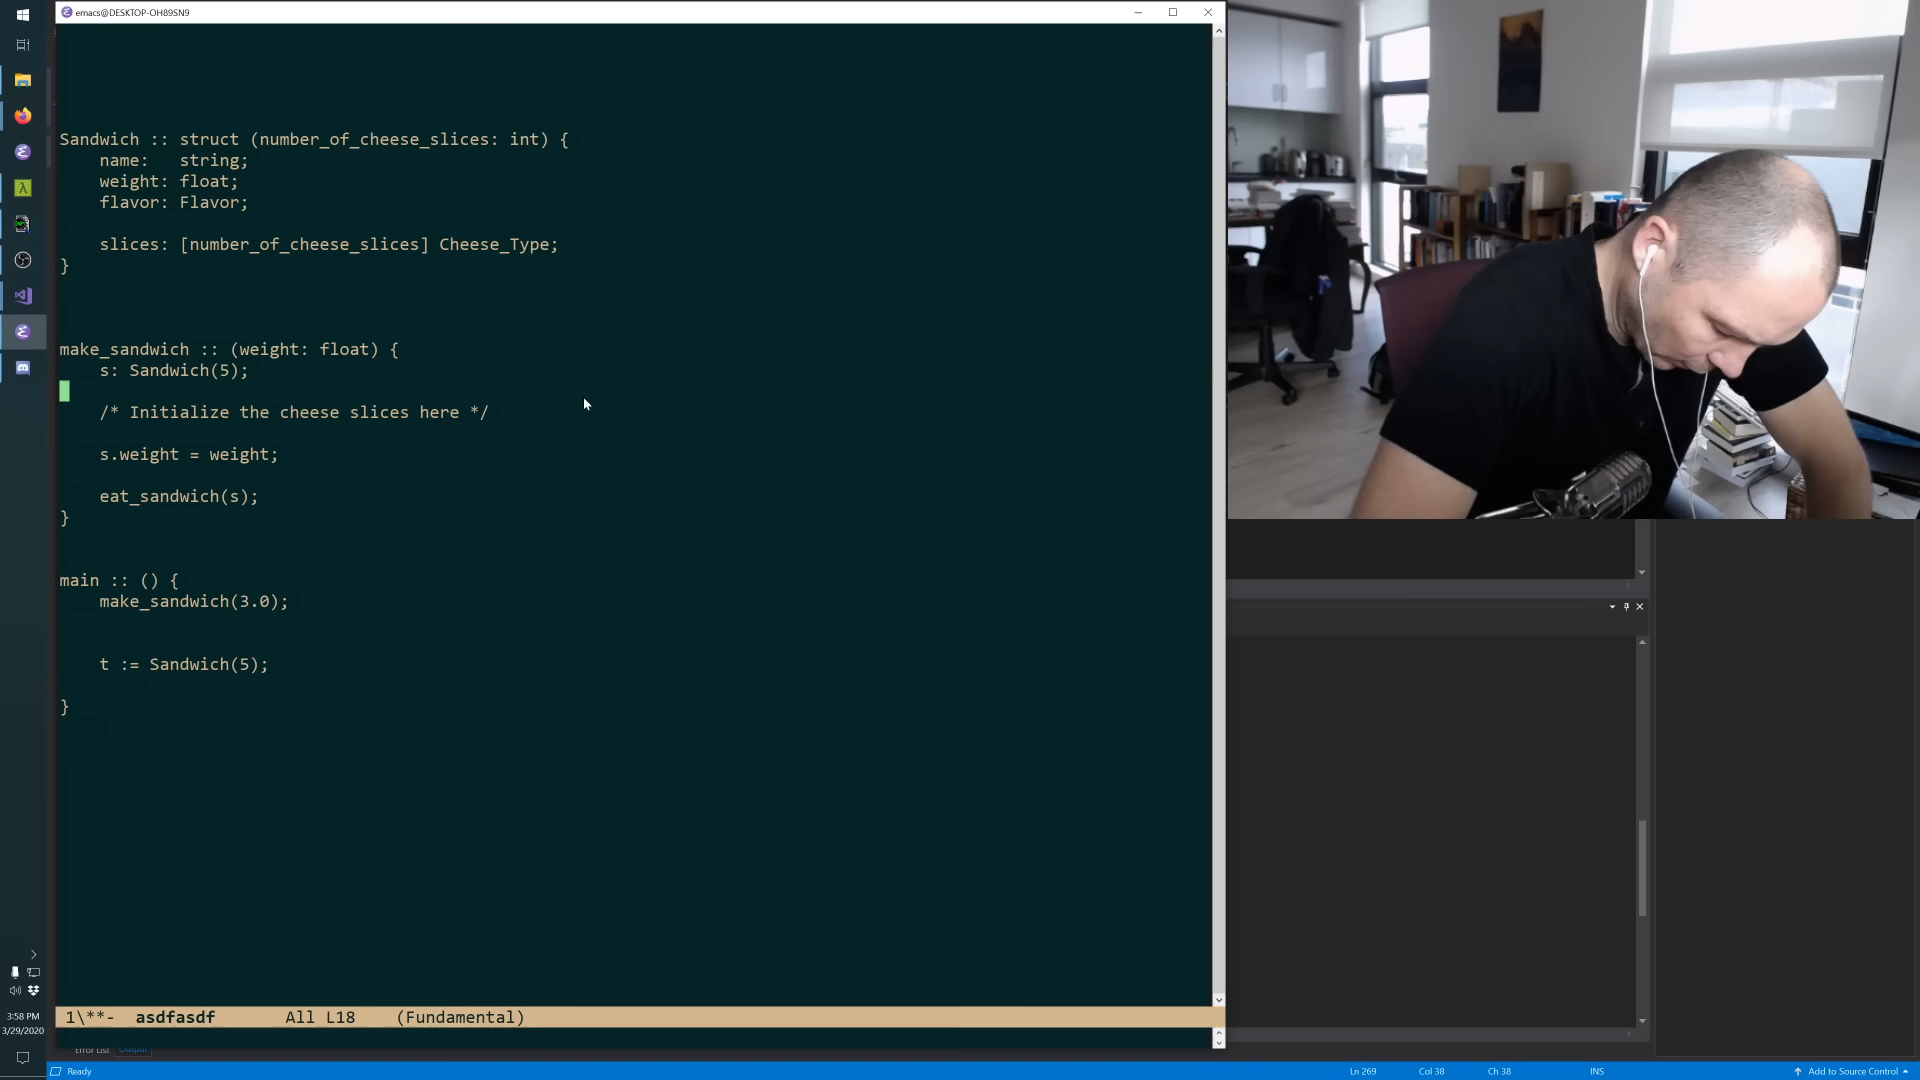 emacs@DESKTOP-OH89SN9
Sandwich :: struct (number_of_cheese_slices: int) {
    name:   string;
    weight: float;
    flavor: Flavor;
    slices: [number_of_cheese_slices] Cheese_Type;
}
make_sandwich :: (weight: float) {
    s: Sandwich(5);
    /* Initialize the cheese slices here */
    s.weight = weight;
    eat_sandwich(s);
}
main :: () {
    make_sandwich(3.0);
    t := Sandwich(5);
}
1\**-  asdfasdf       All L18    (Fundamental)
3:58 PM
3/29/2020
Error List  Output
Ready
Ln 269  Col 38  Ch 38  INS  Add to Source Control